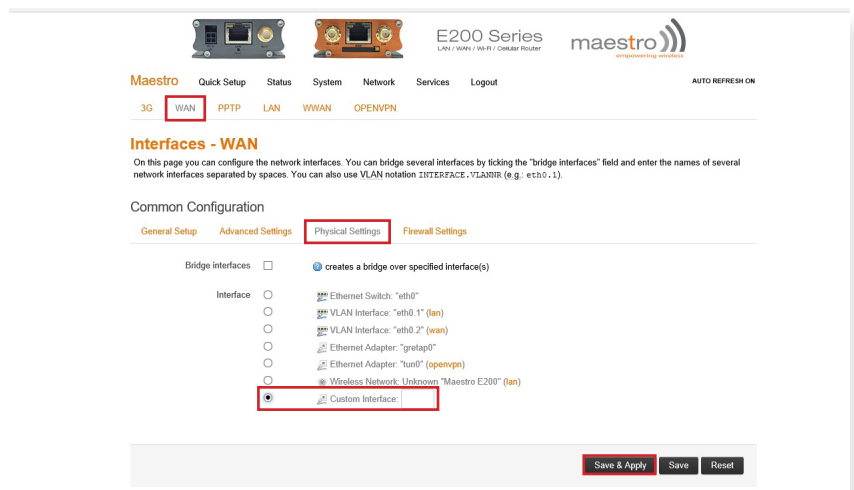 E200 Series
LAN / WAN / Wi-Fi / Cellular Router
maestro
empowering wireless
Maestro Quick Setup Status System Network Services Logout AUTO REFRESH ON
3G WAN PPTP LAN WWAN OPENVPN
Interfaces - WAN
On this page you can configure the network interfaces. You can bridge several interfaces by ticking the "bridge interfaces" field and enter the names of several
network interfaces separated by spaces. You can also use VLAN notation INTERFACE.VLANNR (e.g.: eth0.1).
Common Configuration
General Setup Advanced Settings Physical Settings Firewall Settings
Bridge interfaces creates a bridge over specified interface(s)
Interface Ethernet Switch: "eth0"
VLAN Interface: "eth0.1" (lan)
VLAN Interface: "eth0.2" (wan)
Ethernet Adapter: "gretap0"
Ethernet Adapter: "tun0" (openvpn)
Wireless Network: Unknown "Maestro E200" (lan)
Custom Interface:
Save & Apply Save Reset